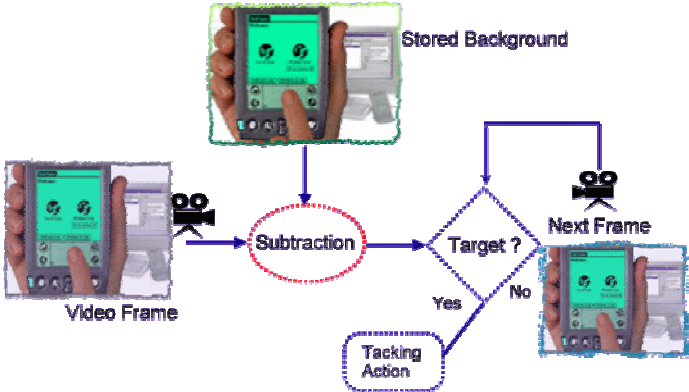 Stored Background
Video Frame
Subtraction
Target ?
Next Frame
Yes
No
Tacking
Action